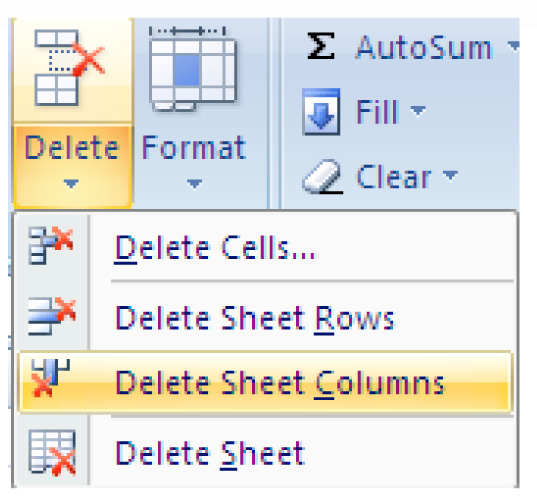 Σ AutoSum
Fill
Delete Format
Clear
Delete Cells...
Delete Sheet Rows
Delete Sheet Columns
Delete Sheet